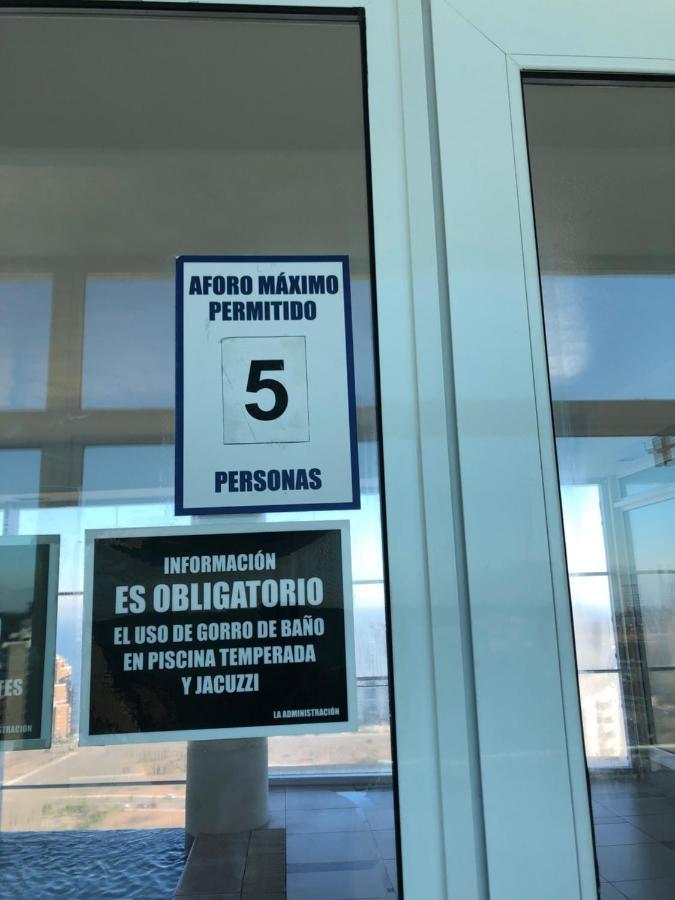 AFORO MÁXIMO
PERMITIDO
5
PERSONAS
INFORMACIÓN
ES OBLIGATORIO
EL USO DE GORRO DE BAÑO
EN PISCINA TEMPERADA
Y JACUZZI
LA ADMINISTRACIÓN